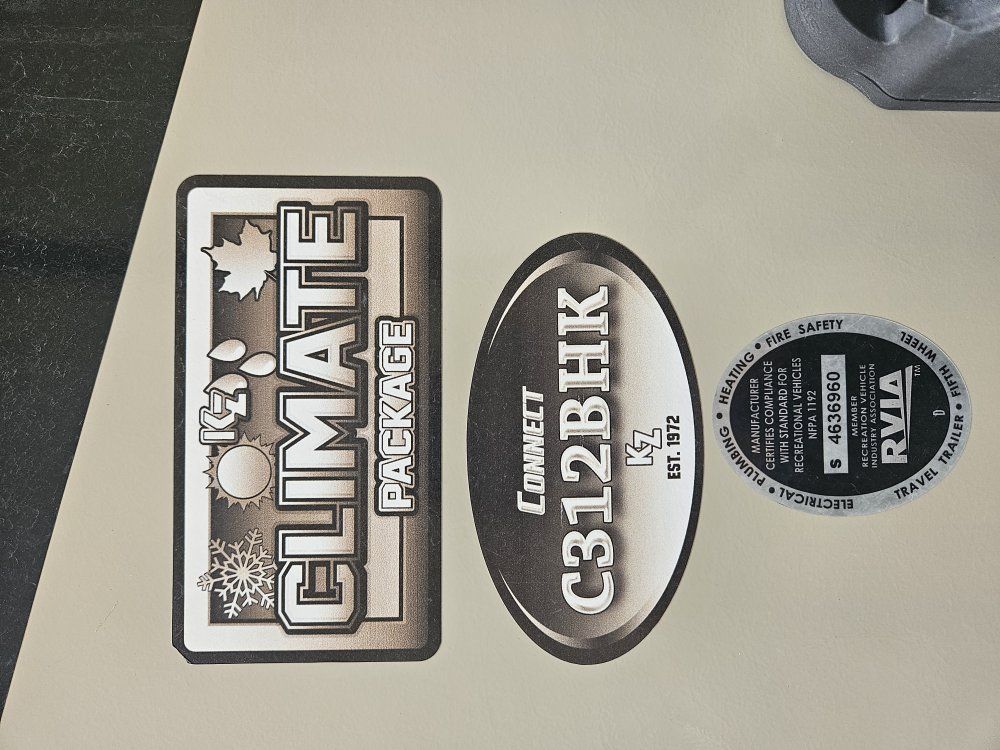 KZ
CLIMATE
PACKAGE
CONNECT
C312BHK
KZ
EST. 1972
ELECTRICAL • PLUMBING • HEATING • FIRE SAFETY
MANUFACTURER
CERTIFIES COMPLIANCE
WITH STANDARD FOR
RECREATIONAL VEHICLES
NFPA 1192
S 4636960
MEMBER
RECREATION VEHICLE
INDUSTRY ASSOCIATION
RVIA TM
D
TRAVEL TRAILER • FIFTH WHEEL